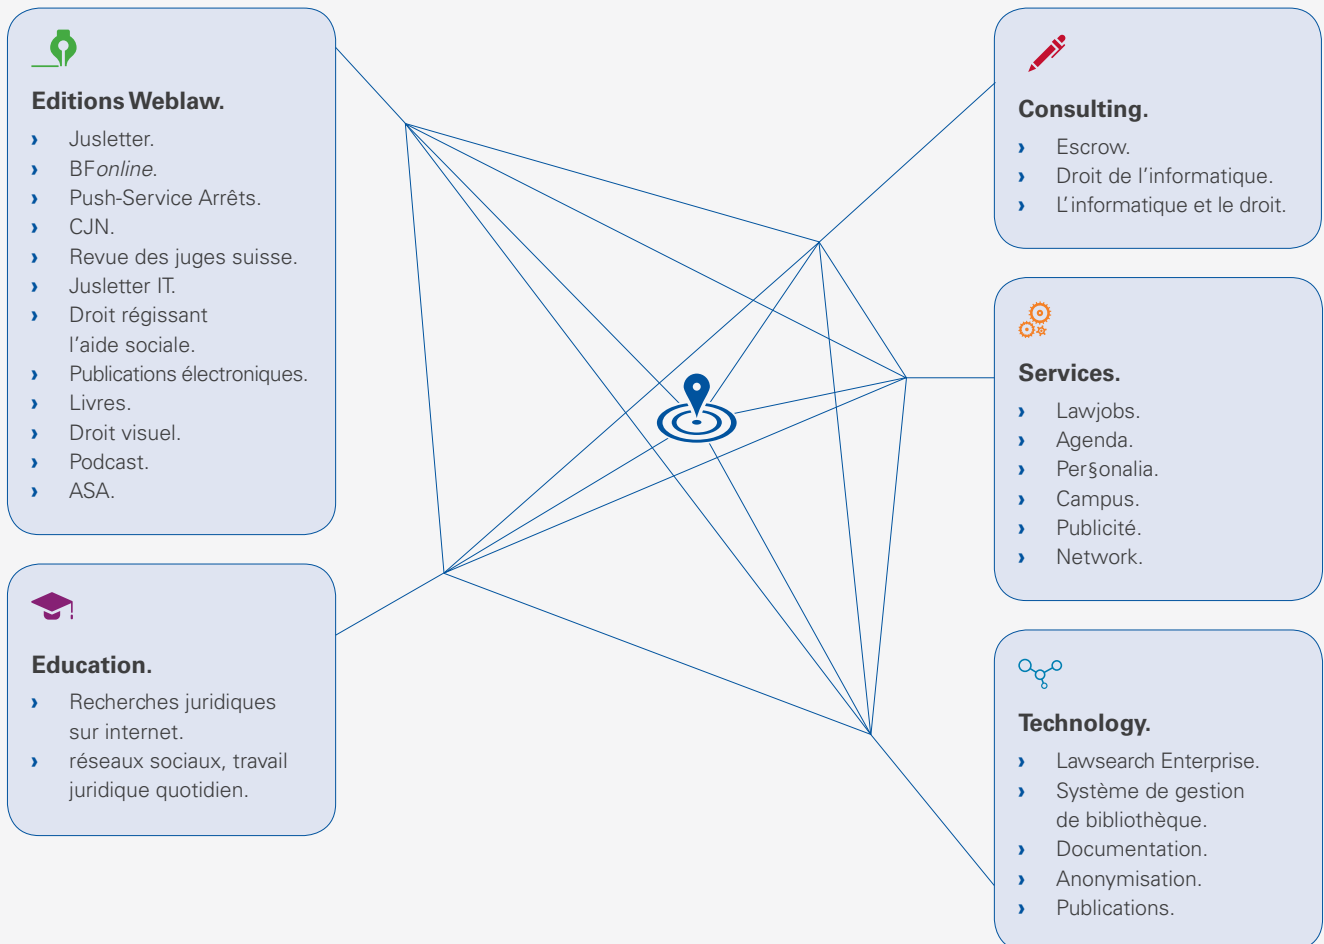 Editions Weblaw.
› Jusletter.
› BFonline.
› Push-Service Arrêts.
› CJN.
› Revue des juges suisse.
› Jusletter IT.
› Droit régissant
l'aide sociale.
› Publications électroniques.
› Livres.
› Droit visuel.
› Podcast.
› ASA.
Education.
› Recherches juridiques
sur internet.
› réseaux sociaux, travail
juridique quotidien.
Consulting.
› Escrow.
› Droit de l'informatique.
› L'informatique et le droit.
Services.
› Lawjobs.
› Agenda.
› Per§onalia.
› Campus.
› Publicité.
› Network.
Technology.
› Lawsearch Enterprise.
› Système de gestion
de bibliothèque.
› Documentation.
› Anonymisation.
› Publications.